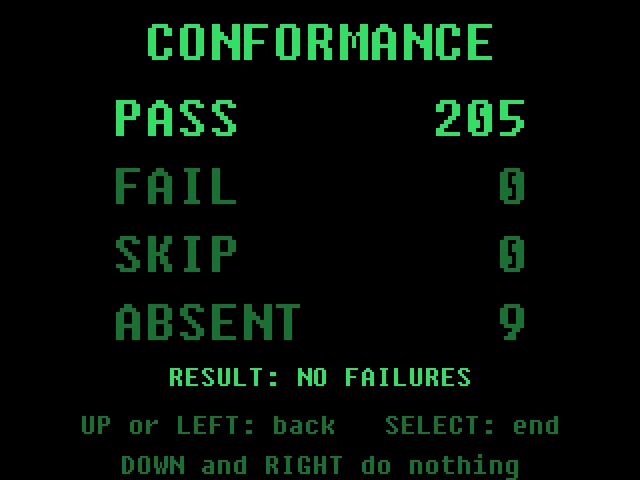 CONFORMANCE
PASS 205
FAIL 0
SKIP 0
ABSENT 9
RESULT: NO FAILURES
UP or LEFT: back SELECT: end
DOWN and RIGHT do nothing